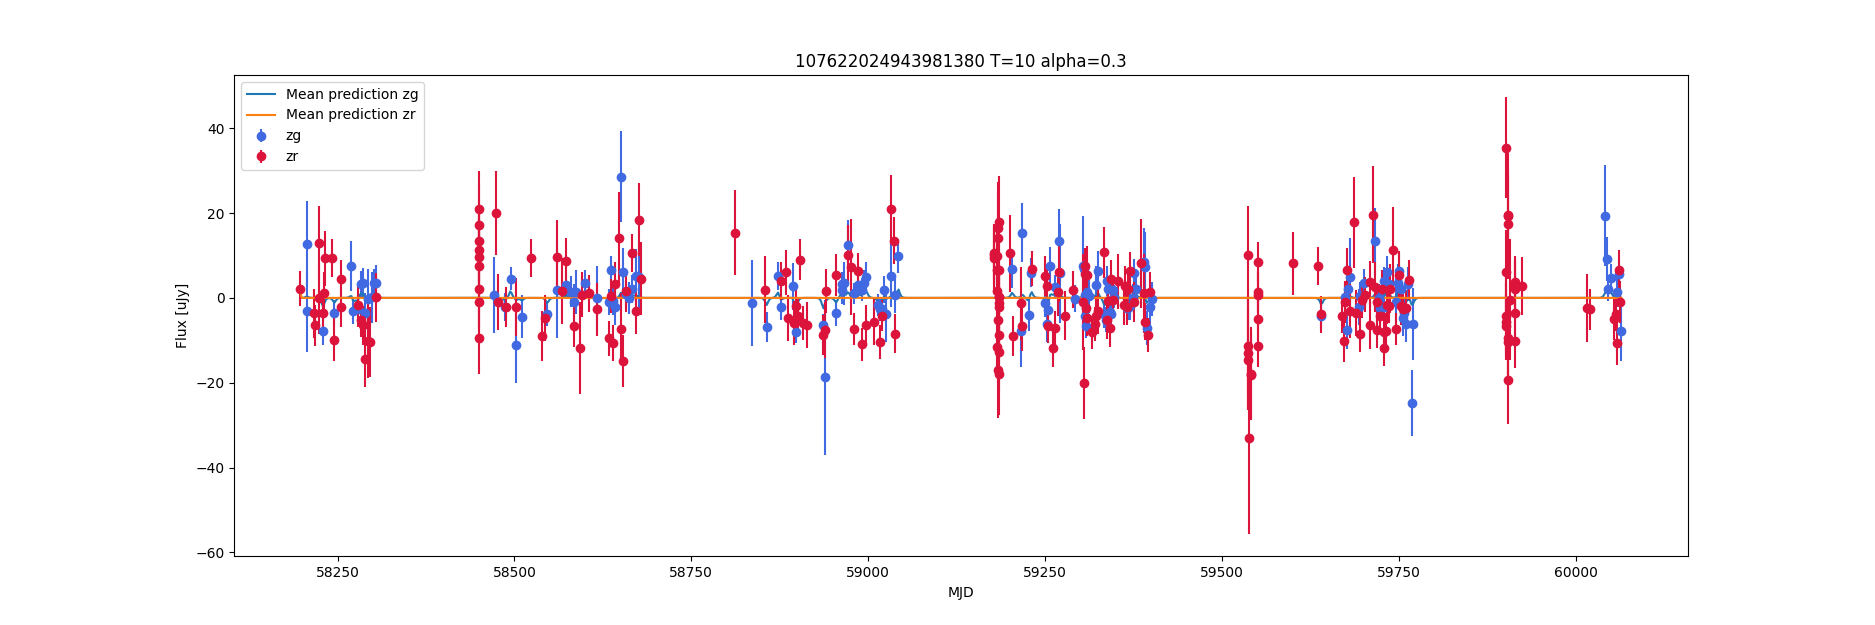 107622024943981380 T=10 alpha=0.3
Mean prediction zg
Mean prediction zr
zg
zr
Flux [uJy]
40
20
0
−20
−40
−60
58250
58500
58750
59000
59250
59500
59750
60000
MJD